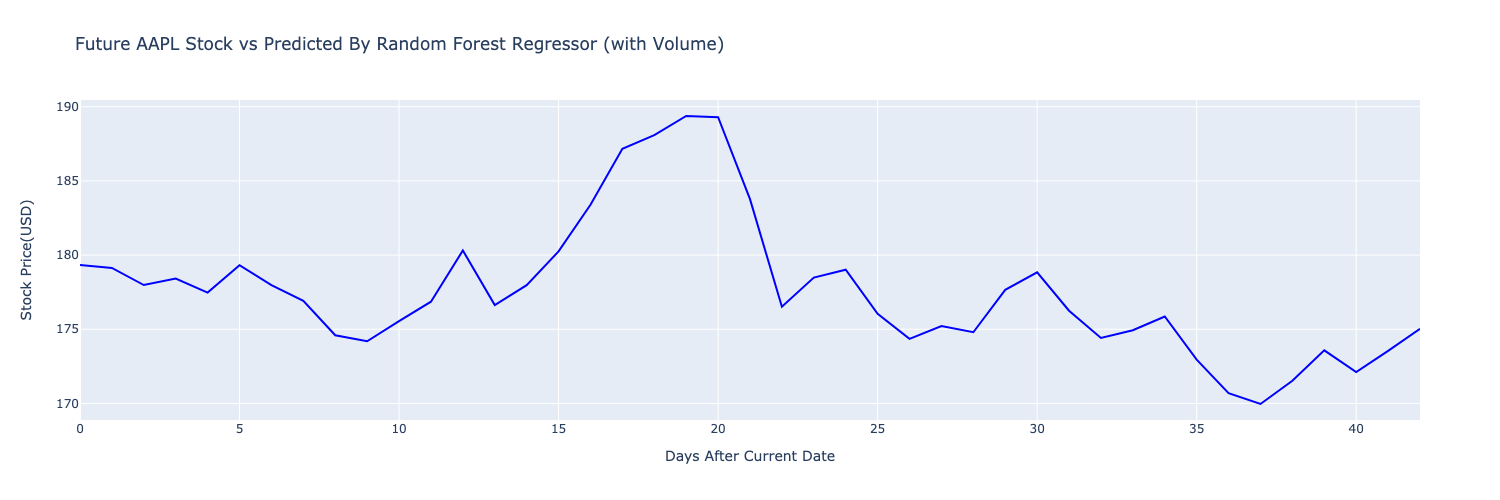 Future AAPL Stock vs Predicted By Random Forest Regressor (with Volume)
Stock Price(USD)
190
185
180
175
170
0 5 10 15 20 25 30 35 40
Days After Current Date